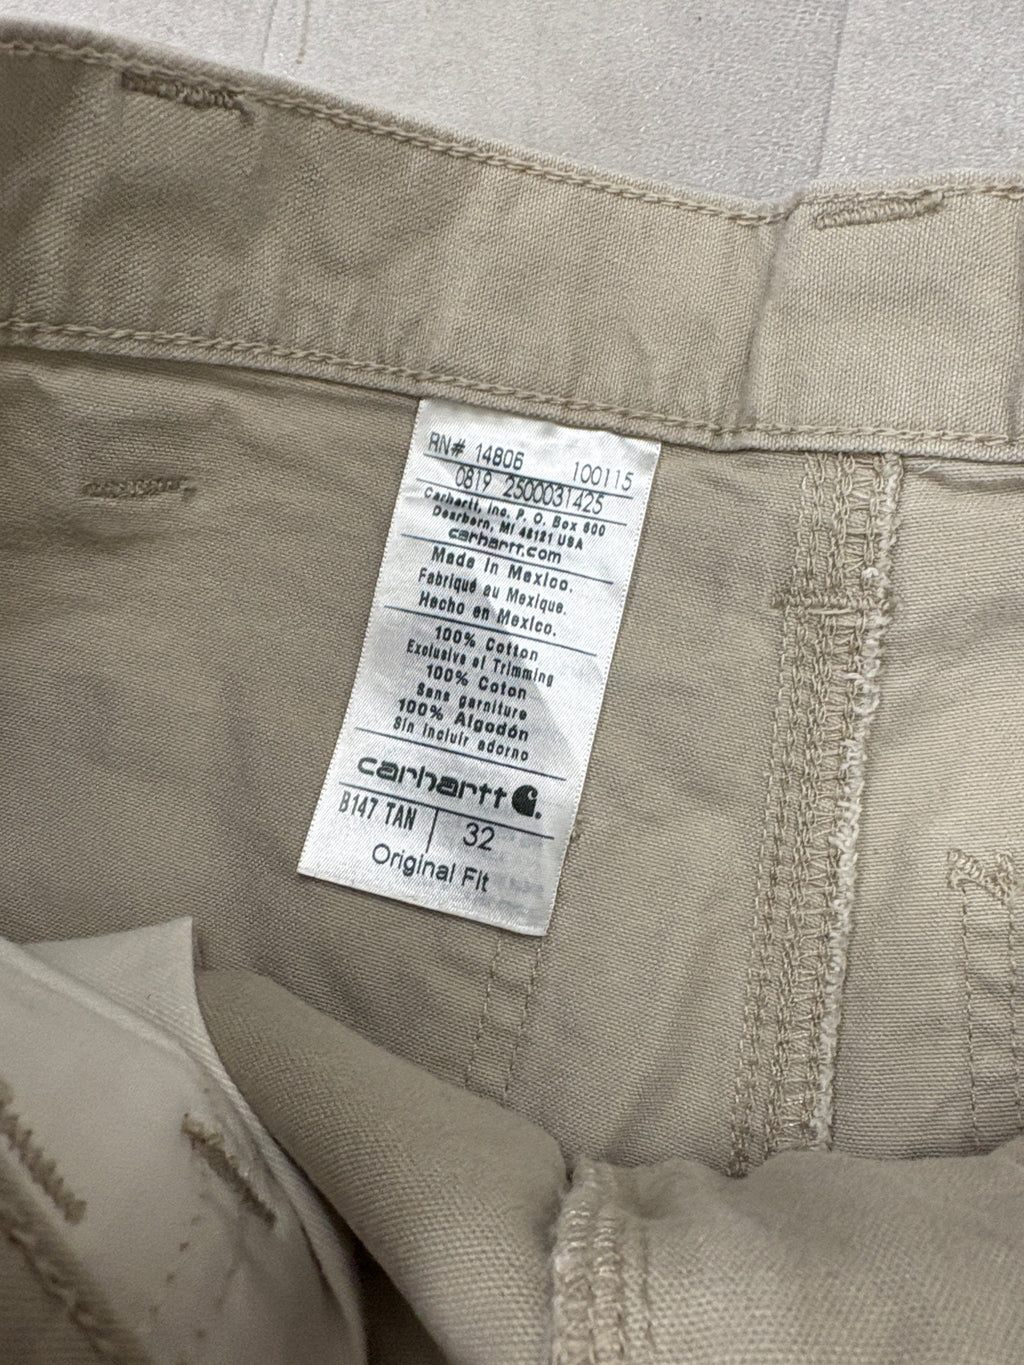 RN# 14806 100115
0819 2500031425
Carhartt, Inc. P. O. Box 600
Dearborn, MI 48121 USA
carhartt.com
Made in Mexico.
Fabriqué au Mexique.
Hecho en Mexico.
100% Cotton
Exclusive of Trimming
100% Coton
Sans garniture
100% Algodón
Sin incluir adorno
carhartt
B147 TAN 32
Original Fit